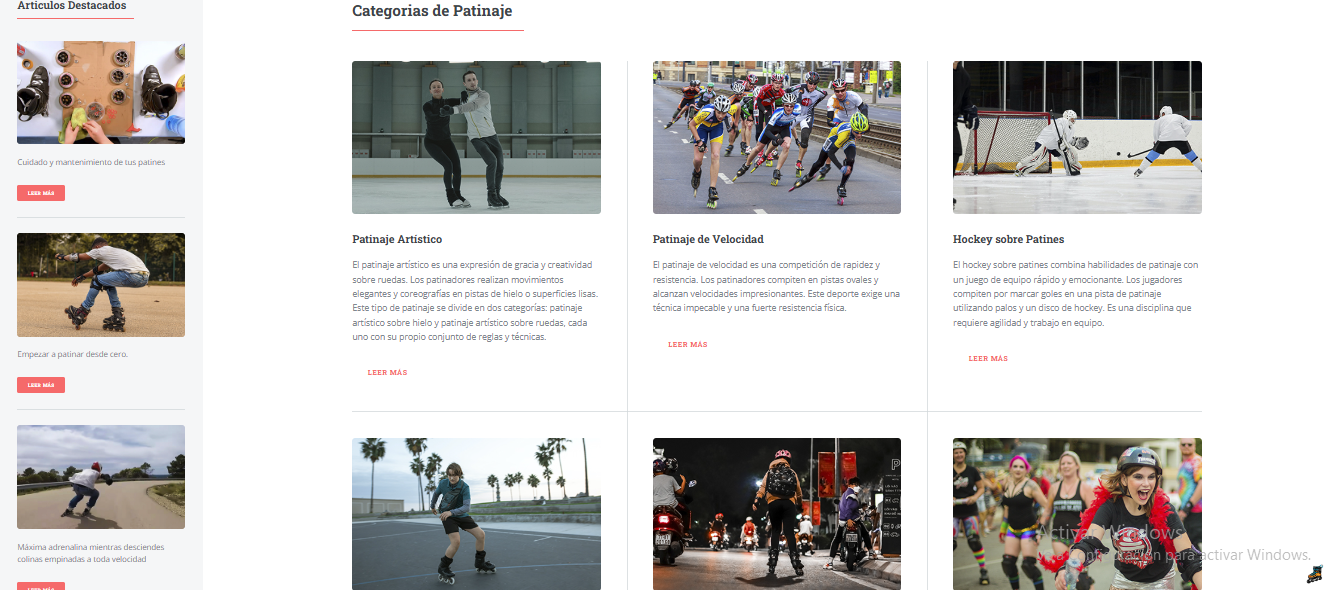 Artículos Destacados
Cuidado y mantenimiento de tus patines
LEER MÁS
Empezar a patinar desde cero.
LEER MÁS
Máxima adrenalina mientras desciendes
colinas empinadas a toda velocidad
LEER MÁS
Categorias de Patinaje
Patinaje Artístico
El patinaje artístico es una expresión de gracia y creatividad
sobre ruedas. Los patinadores realizan movimientos
elegantes y coreografías en pistas de hielo o superficies lisas.
Este tipo de patinaje se divide en dos categorías: patinaje
artístico sobre hielo y patinaje artístico sobre ruedas, cada
uno con su propio conjunto de reglas y técnicas.
LEER MÁS
Patinaje de Velocidad
El patinaje de velocidad es una competición de rapidez y
resistencia. Los patinadores compiten en pistas ovales y
alcanzan velocidades impresionantes. Este deporte exige una
técnica impecable y una fuerte resistencia física.
LEER MÁS
Hockey sobre Patines
El hockey sobre patines combina habilidades de patinaje con
un juego de equipo rápido y emocionante. Los jugadores
compiten por marcar goles en una pista de patinaje
utilizando palos y un disco de hockey. Es una disciplina que
requiere agilidad y trabajo en equipo.
LEER MÁS
Activar Windows
para activar Windows.